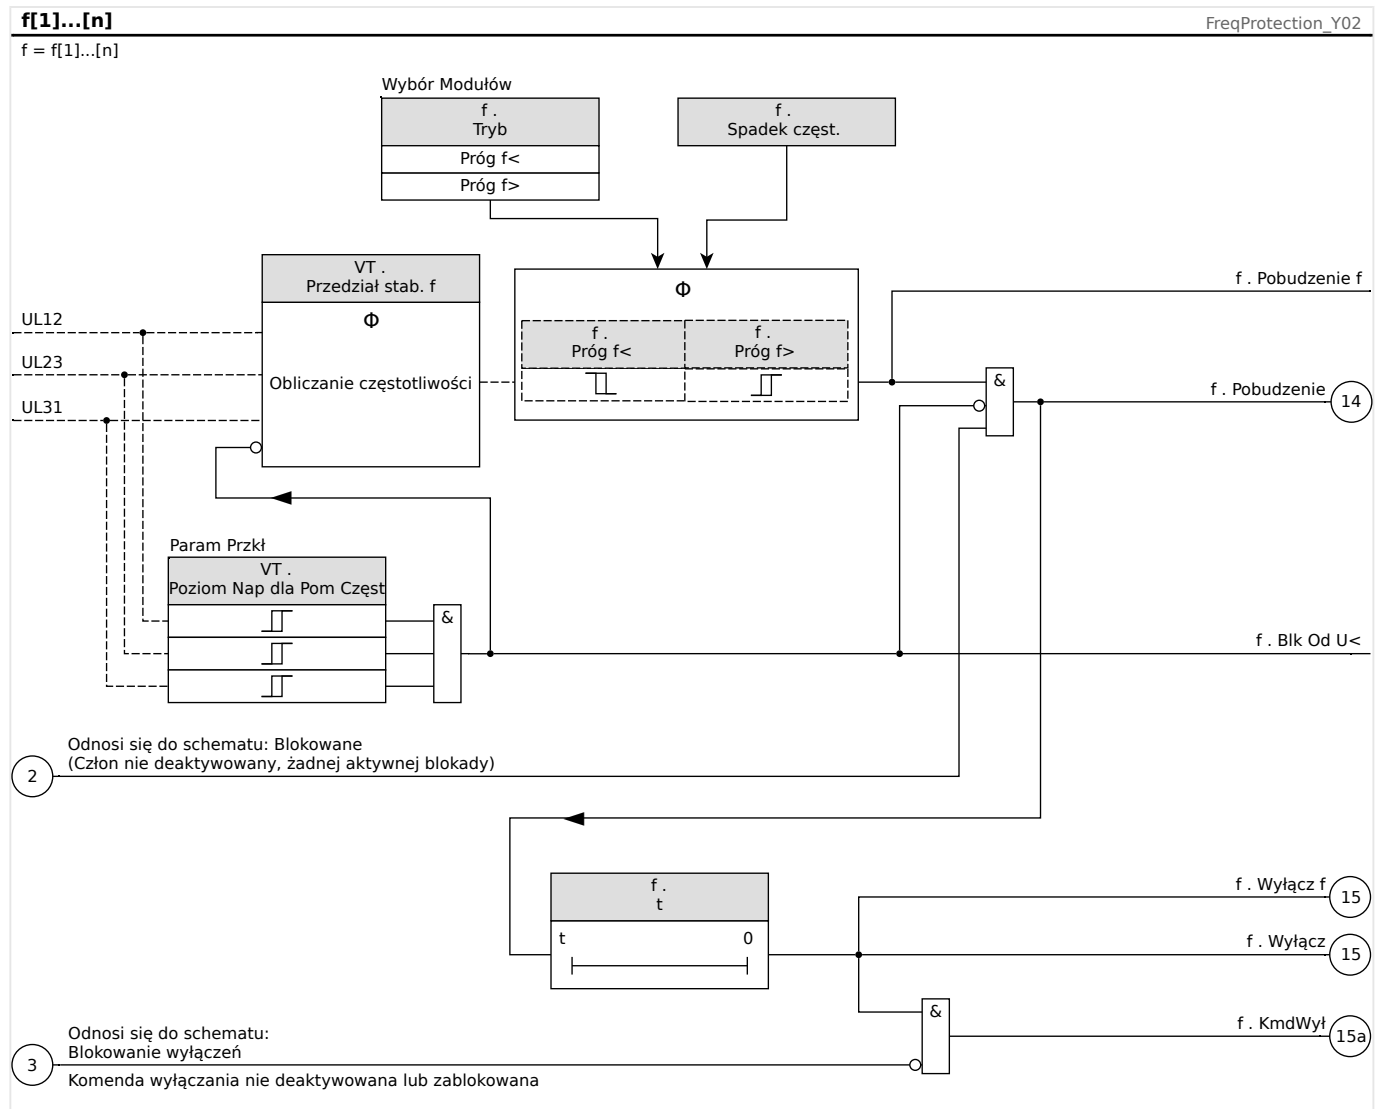 f[1]...[n]
FreqProtection_Y02
f = f[1]...[n]
Wybór Modułów
f .
Tryb
Próg f<
Próg f>
f .
Spadek częst.
VT .
Przedział stab. f
Φ
Obliczanie częstotliwości
UL12
UL23
UL31
Φ
f .
Próg f<
f .
Próg f>
f . Pobudzenie f
&
f . Pobudzenie
14
Param Przkł
VT .
Poziom Nap dla Pom Częst
&
f . Blk Od U<
Odnosi się do schematu: Blokowane
(Człon nie deaktywowany, żadnej aktywnej blokady)
2
f .
t
t
0
f . Wyłącz f
15
f . Wyłącz
15
&
f . KmdWył
15a
Odnosi się do schematu:
Blokowanie wyłączeń
3
Komenda wyłączania nie deaktywowana lub zablokowana